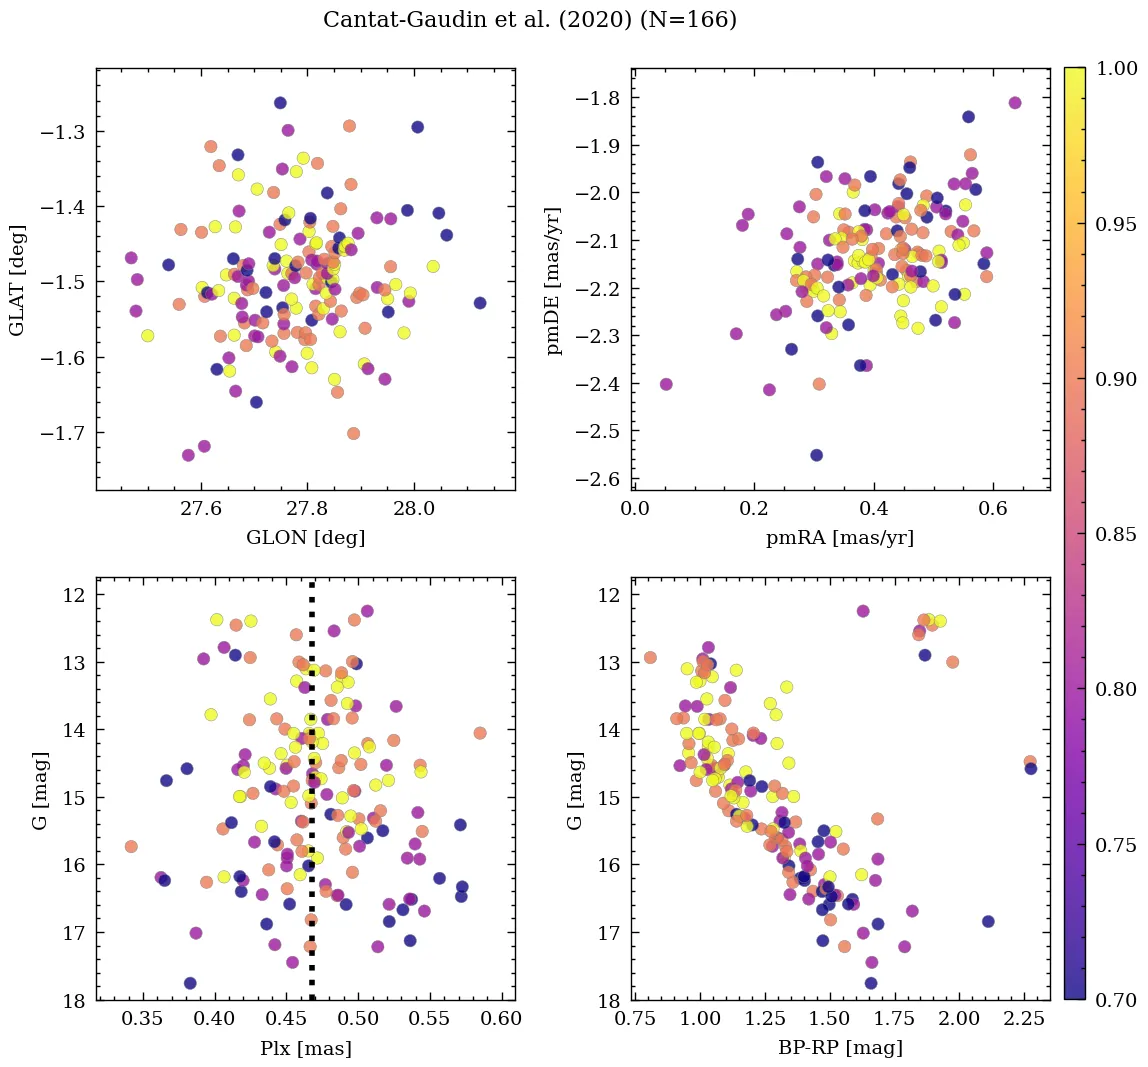 Cantat-Gaudin et al. (2020) (N=166)
−1.3
−1.4
−1.5
−1.6
−1.7
GLAT [deg]
27.6 27.8 28.0
GLON [deg]
−1.8
−1.9
−2.0
−2.1
−2.2
−2.3
−2.4
−2.5
−2.6
pmDE [mas/yr]
0.0 0.2 0.4 0.6
pmRA [mas/yr]
12
13
14
15
16
17
18
G [mag]
0.35 0.40 0.45 0.50 0.55 0.60
Plx [mas]
12
13
14
15
16
17
18
G [mag]
0.75 1.00 1.25 1.50 1.75 2.00 2.25
BP-RP [mag]
1.00
0.95
0.90
0.85
0.80
0.75
0.70